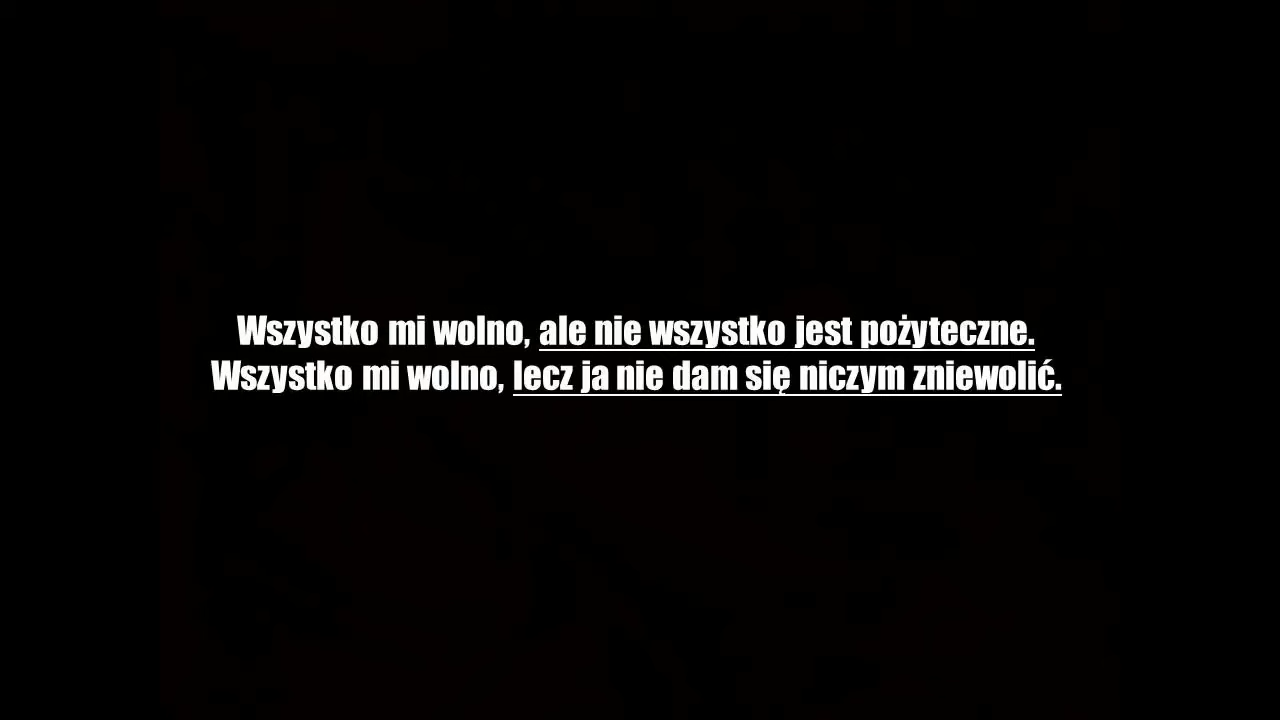 Wszystko mi wolno, ale nie wszystko jest pożyteczne.
Wszystko mi wolno, lecz ja nie dam się niczym zniewolić.